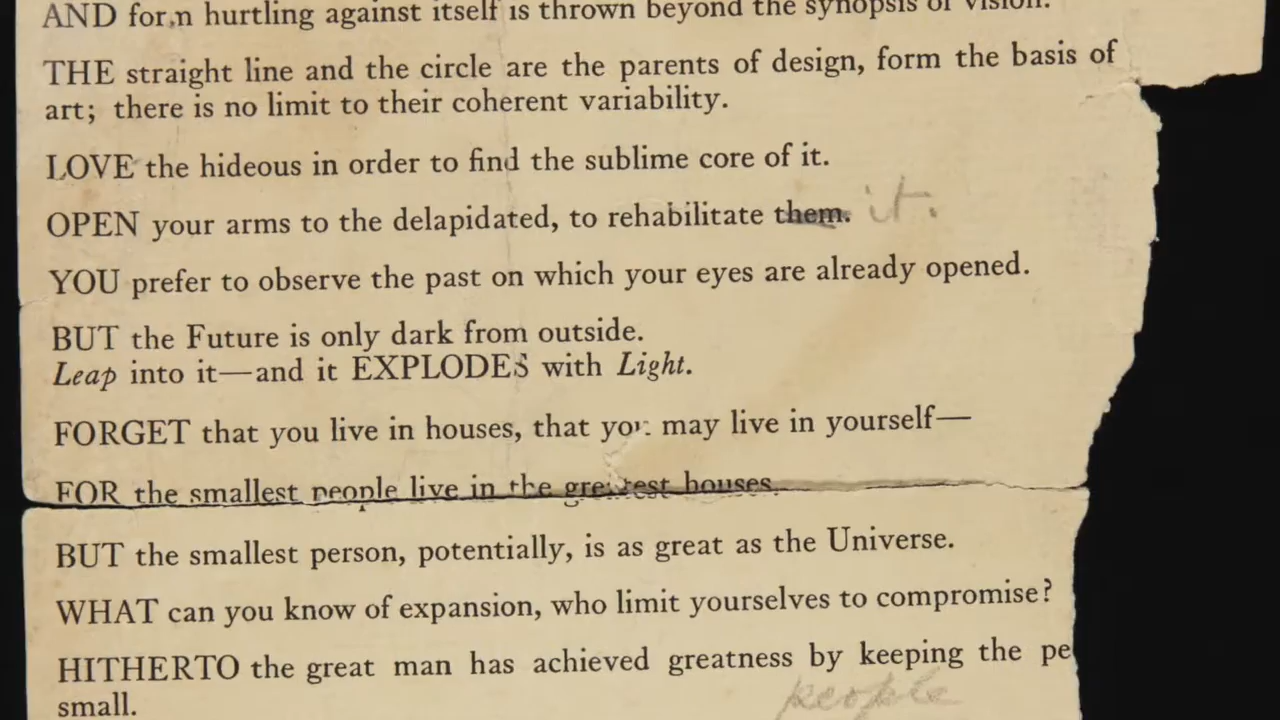 AND form hurtling against itself is thrown beyond the synopsis of vision.
THE straight line and the circle are the parents of design, form the basis of
art; there is no limit to their coherent variability.
LOVE the hideous in order to find the sublime core of it.
OPEN your arms to the delapidated, to rehabilitate them. it.
YOU prefer to observe the past on which your eyes are already opened.
BUT the Future is only dark from outside.
Leap into it—and it EXPLODES with Light.
FORGET that you live in houses, that you may live in yourself—
FOR the smallest people live in the greatest houses.
BUT the smallest person, potentially, is as great as the Universe.
WHAT can you know of expansion, who limit yourselves to compromise?
HITHERTO the great man has achieved greatness by keeping the pe
small.
people